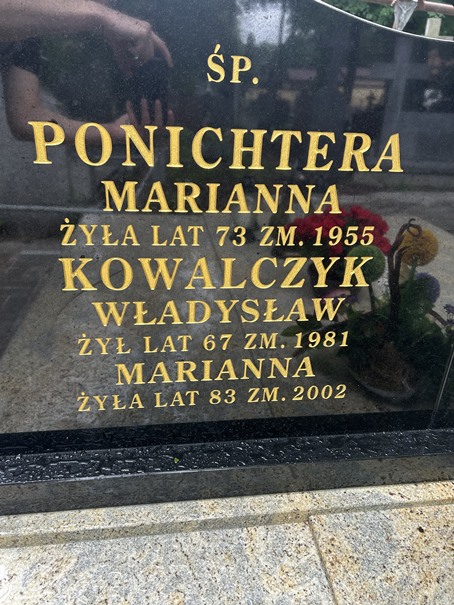 ŚP.
PONICHTERA
MARIANNA
ŻYŁA LAT 73 ZM. 1955
KOWALCZYK
WŁADYSŁAW
ŻYŁ LAT 67 ZM. 1981
MARIANNA
ŻYŁA LAT 83 ZM. 2002